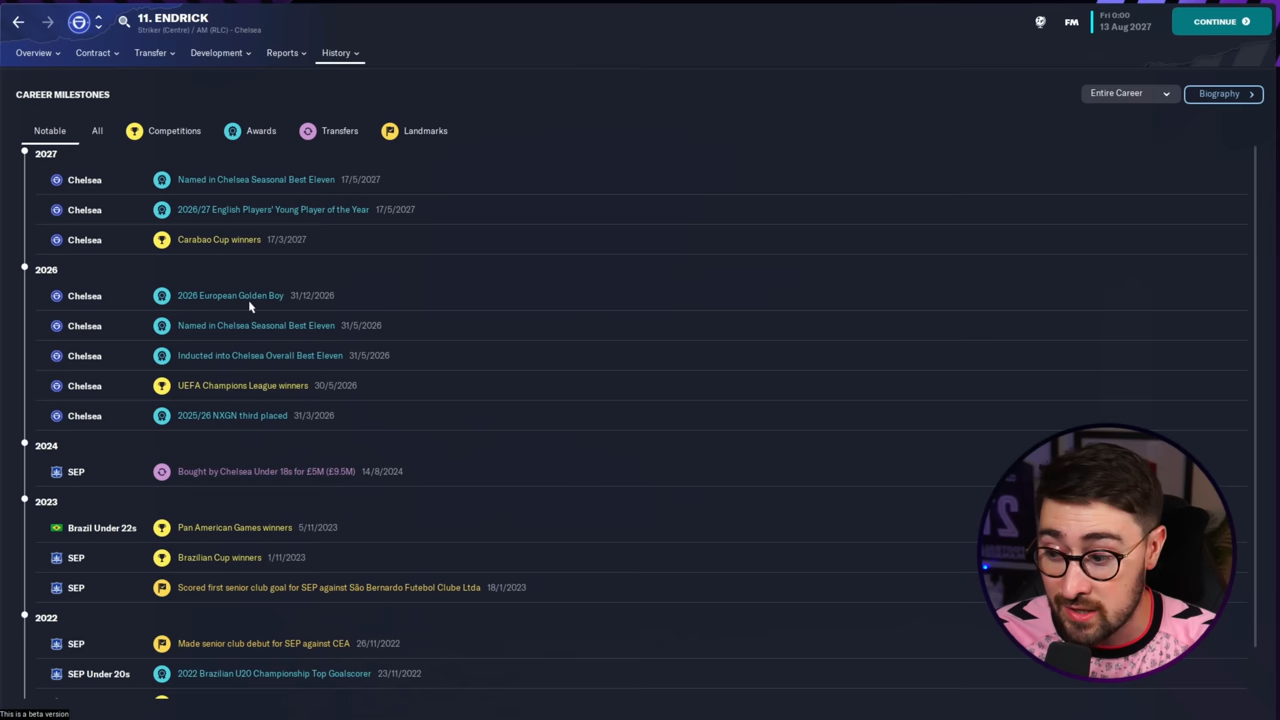 11. ENDRICK
Striker (Centre) / AM (RLC) - Chelsea
FM
Fri 0:00
13 Aug 2027
CONTINUE
Overview
Contract
Transfer
Development
Reports
History
CAREER MILESTONES
Entire Career
Biography
Notable
All
Competitions
Awards
Transfers
Landmarks
2027
Chelsea Named in Chelsea Seasonal Best Eleven 17/5/2027
Chelsea 2026/27 English Players' Young Player of the Year 17/5/2027
Chelsea Carabao Cup winners 17/3/2027
2026
Chelsea 2026 European Golden Boy 31/12/2026
Chelsea Named in Chelsea Seasonal Best Eleven 31/5/2026
Chelsea Inducted into Chelsea Overall Best Eleven 31/5/2026
Chelsea UEFA Champions League winners 30/5/2026
Chelsea 2025/26 NXGN third placed 31/3/2026
2024
SEP Bought by Chelsea Under 18s for £5M (£9.5M) 14/8/2024
2023
Brazil Under 22s Pan American Games winners 5/11/2023
SEP Brazilian Cup winners 1/11/2023
SEP Scored first senior club goal for SEP against São Bernardo Futebol Clube Ltda 18/1/2023
2022
SEP Made senior club debut for SEP against CEA 26/11/2022
SEP Under 20s 2022 Brazilian U20 Championship Top Goalscorer 23/11/2022
This is a beta version